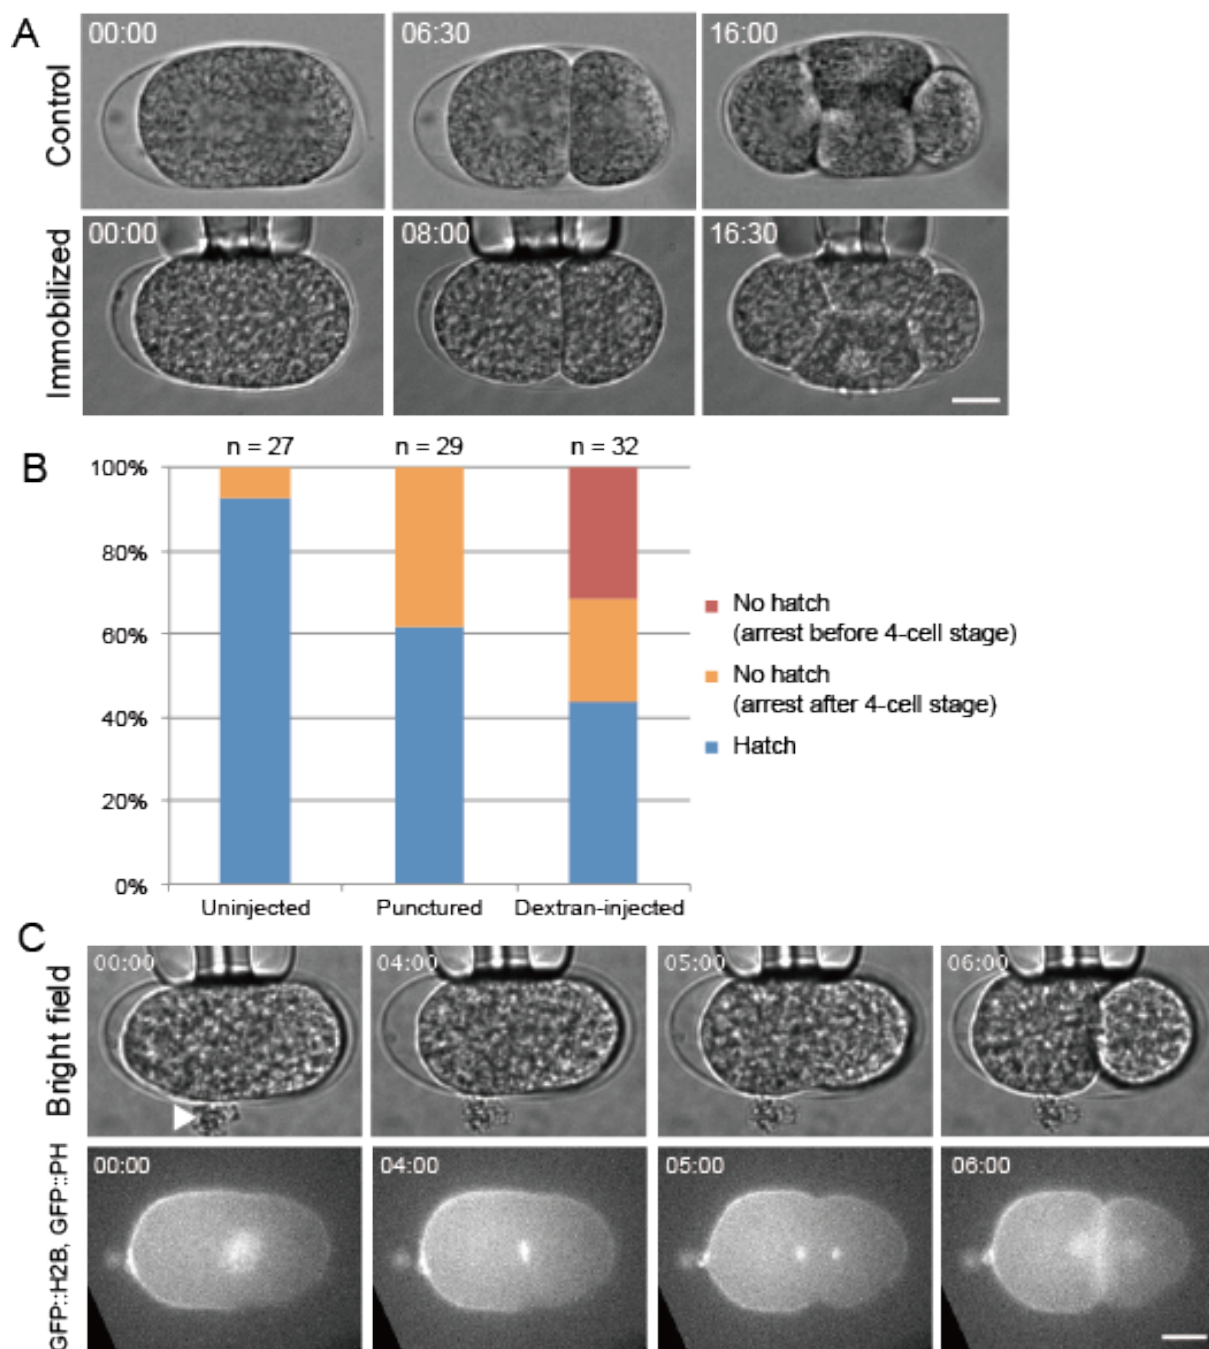 A
Control
00:00
06:30
16:00
Immobilized
00:00
08:00
16:30
B
n = 27
n = 29
n = 32
100%
80%
60%
40%
20%
0%
Uninjected
Punctured
Dextran-injected
No hatch
(arrest before 4-cell stage)
No hatch
(arrest after 4-cell stage)
Hatch
C
Bright field
00:00
04:00
05:00
06:00
GFP::H2B, GFP::PH
00:00
04:00
05:00
06:00